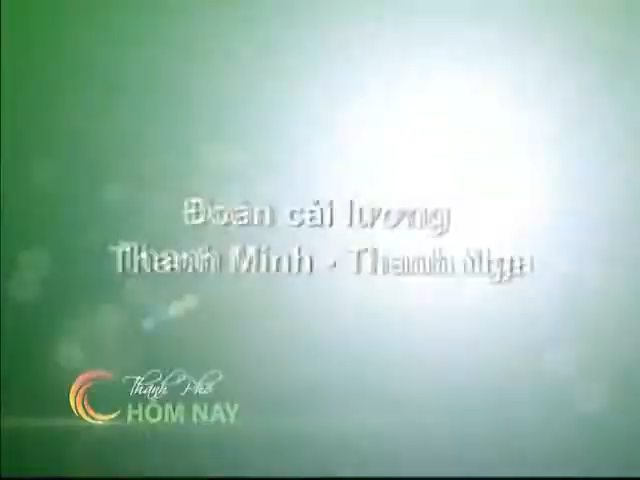 Đoàn cải lương
Thanh Minh - Thanh Nga
Thành Phố
HÔM NAY